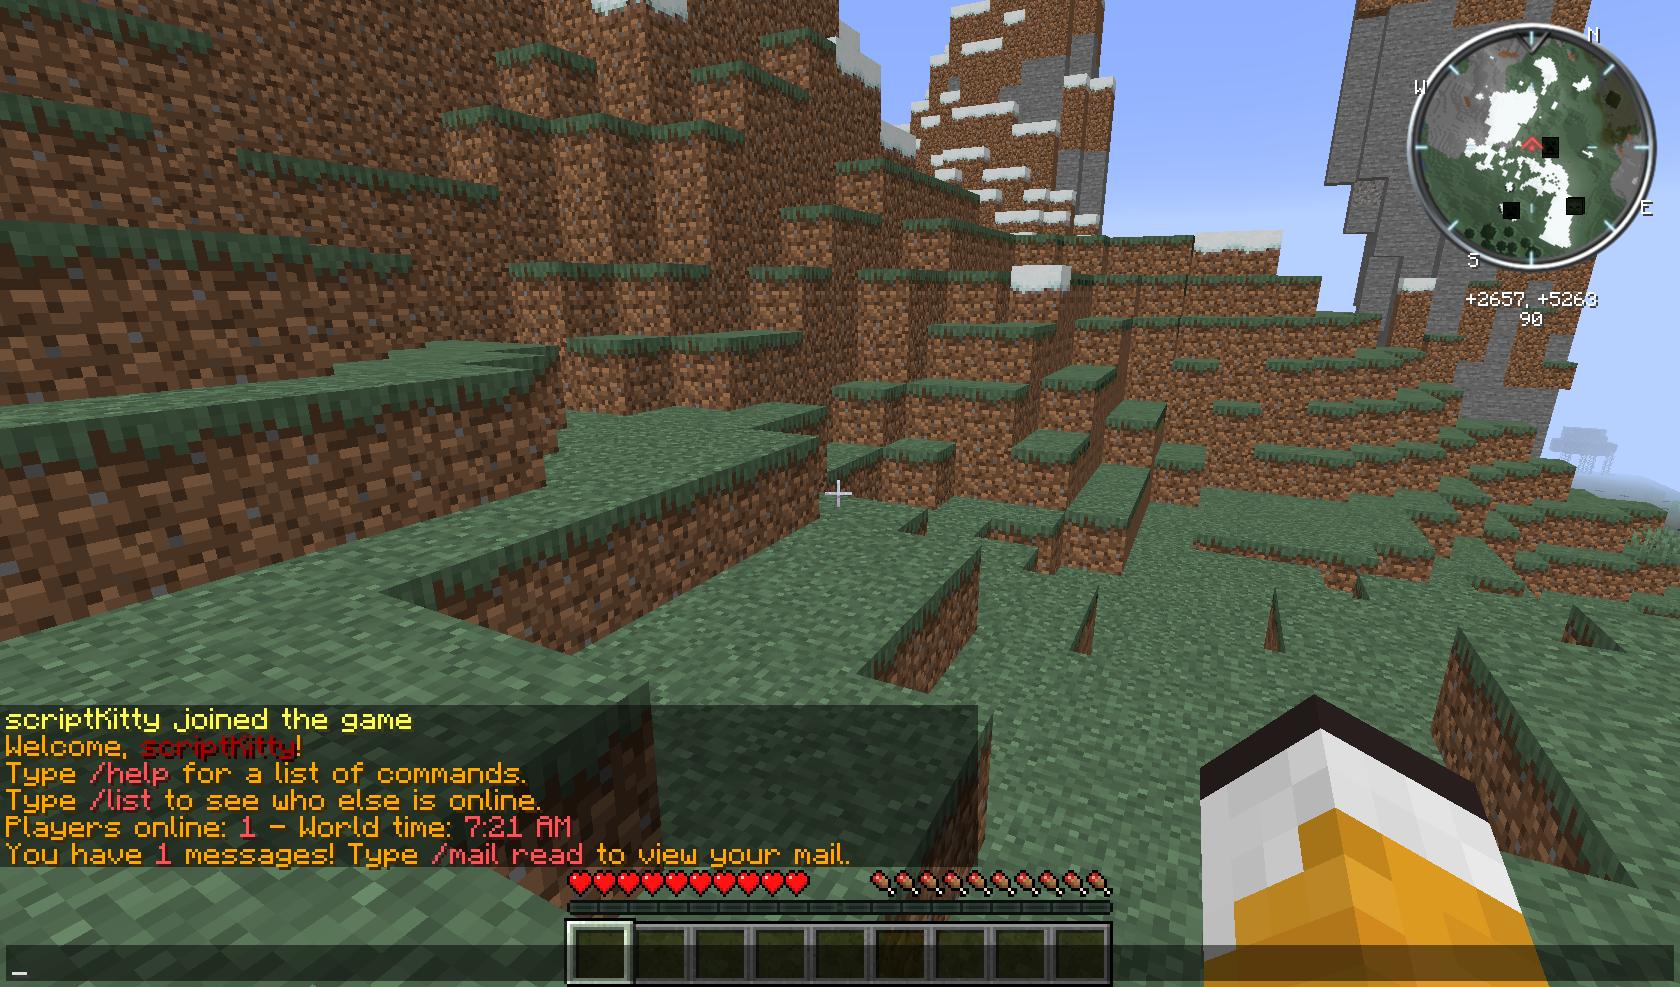 N
W
E
S
+2657, +5263
90
scriptKitty joined the game
Welcome, scriptKitty!
Type /help for a list of commands.
Type /list to see who else is online.
Players online: 1 - World time: 7:21 AM
You have 1 messages! Type /mail read to view your mail.
_